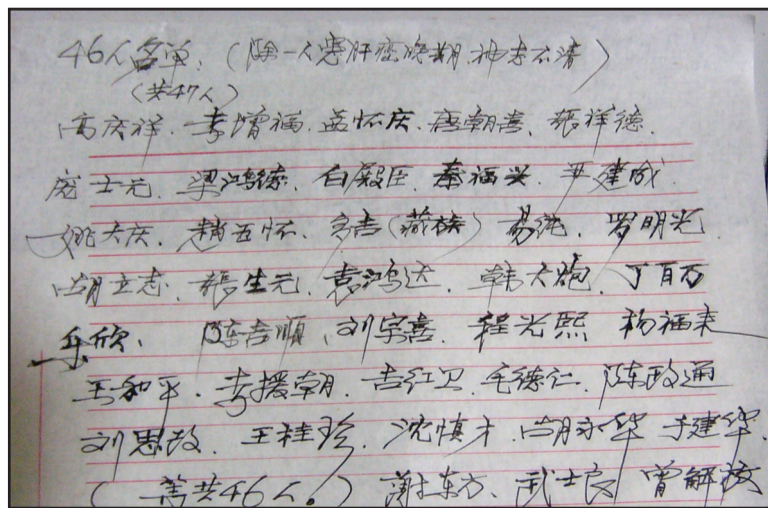 46人名单：（除一人患肝癌晚期，神志不清）
（共47人）
高庆祥、李增福、孟怀庆、唐朝喜、张祥德、
庞士元、梁鸿德、白殿臣、秦福兴、尹建成
姚大庆、赵五怀、多吉（藏族）易纯、罗明光
胡立志、张生元、袁鸿达、韩大炮、丁百万
乐欣、陈吉顺、刘宗喜、程光熙 杨福来
王和平、李援朝、吉红卫、毛德仁、陈政通
刘思故、王桂珍、沈慎才、胡永华 于建华、
（共46人。）谢东方、武士良 曾解放